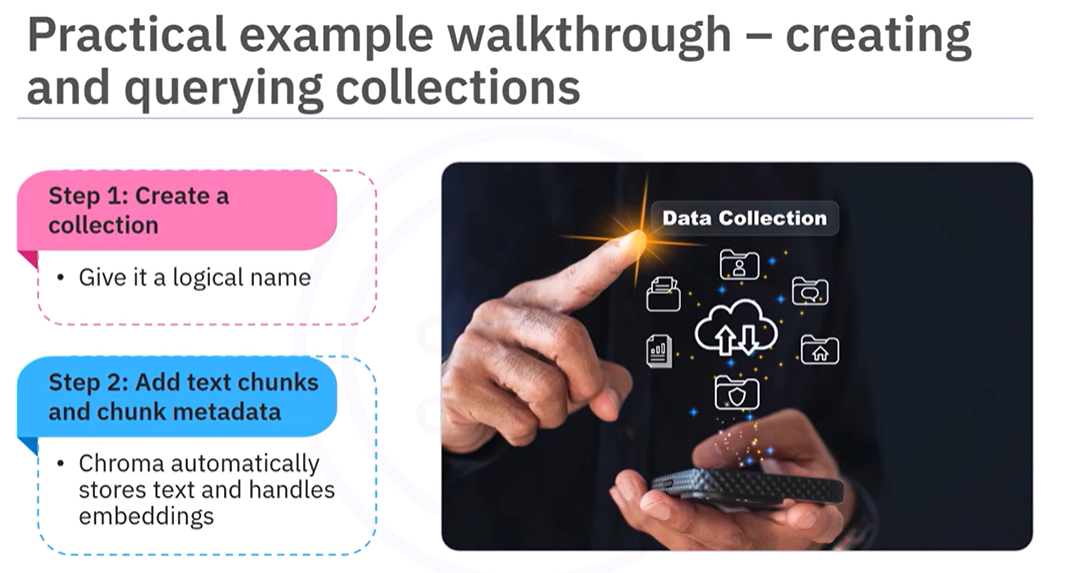 Practical example walkthrough – creating
and querying collections
Step 1: Create a
collection
• Give it a logical name
Step 2: Add text chunks
and chunk metadata
• Chroma automatically
stores text and handles
embeddings
Data Collection